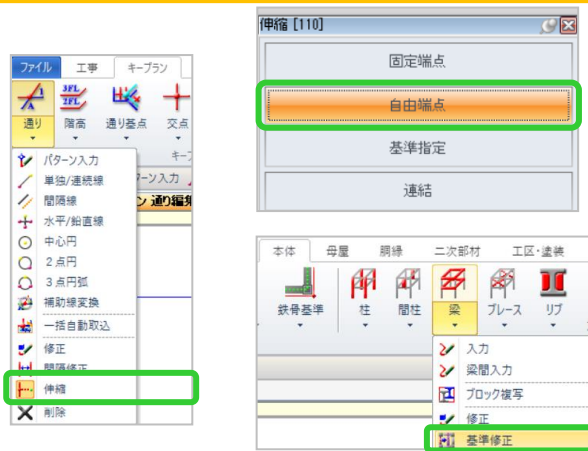 ファイル 工事 キープラン
3FL
2FL
通り 階高 通り基点 交点
パターン入力
単独/連続線
間隔線
水平/鉛直線
中心円
2点円
3点円弧
補助線変換
一括自動取込
修正
間隔修正
伸縮
削除
伸縮 [110]
固定端点
自由端点
基準指定
連結
本体 母屋 胴縁 二次部材 工区・塗装
鉄骨基準 柱 間柱 梁 ブレース リブ
入力
梁間入力
ブロック複写
修正
基準修正